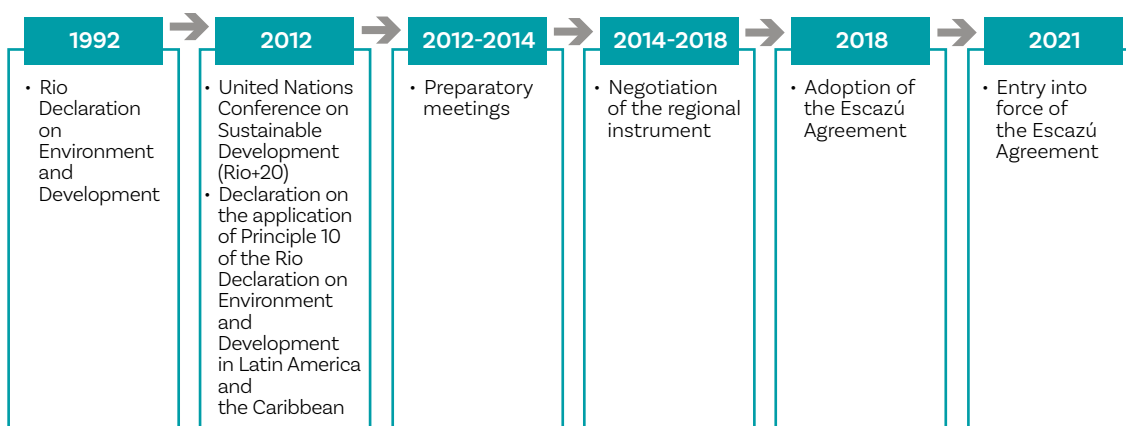 1992
• Rio
Declaration
on
Environment
and
Development
2012
• United Nations
Conference on
Sustainable
Development
(Rio+20)
• Declaration on
the application
of Principle 10
of the Rio
Declaration on
Environment
and
Development
in Latin America
and
the Caribbean
2012-2014
• Preparatory
meetings
2014-2018
• Negotiation
of the regional
instrument
2018
• Adoption of
the Escazú
Agreement
2021
• Entry into
force of
the Escazú
Agreement